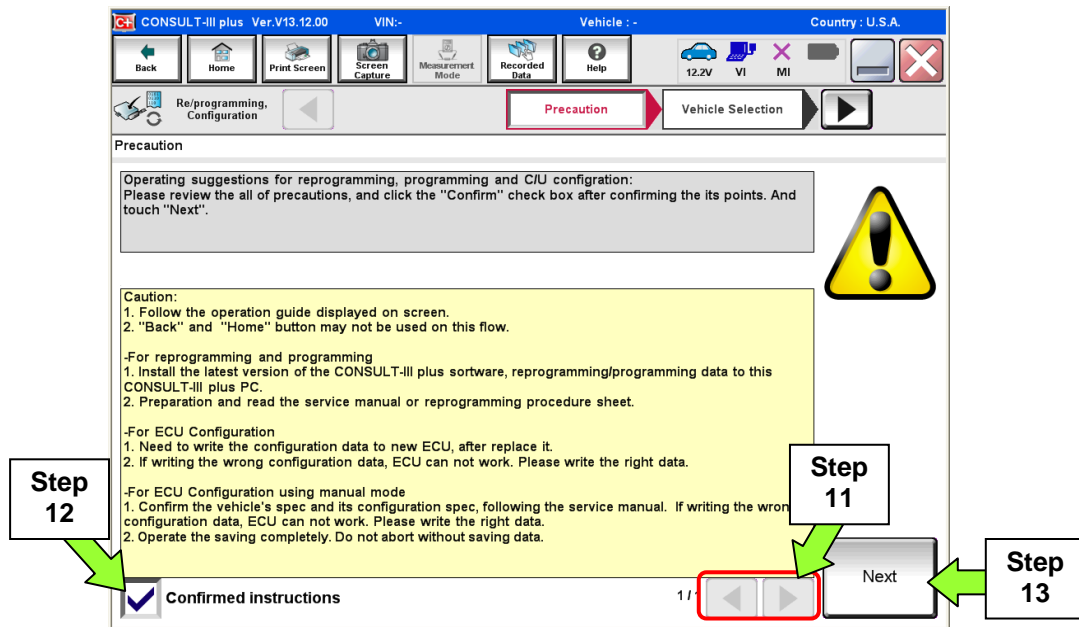 CONSULT-III plus Ver.V13.12.00 VIN:- Vehicle : - Country : U.S.A.
Back Home Print Screen Screen Capture Measurement Mode Recorded Data Help 12.2V VI MI
Re/programming, Configuration Precaution Vehicle Selection
Precaution
Operating suggestions for reprogramming, programming and C/U configration:
Please review the all of precautions, and click the "Confirm" check box after confirming the its points. And
touch "Next".
Caution:
1. Follow the operation guide displayed on screen.
2. "Back" and "Home" button may not be used on this flow.
-For reprogramming and programming
1. Install the latest version of the CONSULT-III plus sortware, reprogramming/programming data to this
CONSULT-III plus PC.
2. Preparation and read the service manual or reprogramming procedure sheet.
-For ECU Configuration
1. Need to write the configuration data to new ECU, after replace it.
2. If writing the wrong configuration data, ECU can not work. Please write the right data.
-For ECU Configuration using manual mode
1. Confirm the vehicle's spec and its configuration spec, following the service manual. If writing the wron
configuration data, ECU can not work. Please write the right data.
2. Operate the saving completely. Do not abort without saving data.
Step
12
Step
11
Step
13
Confirmed instructions
1/
Next